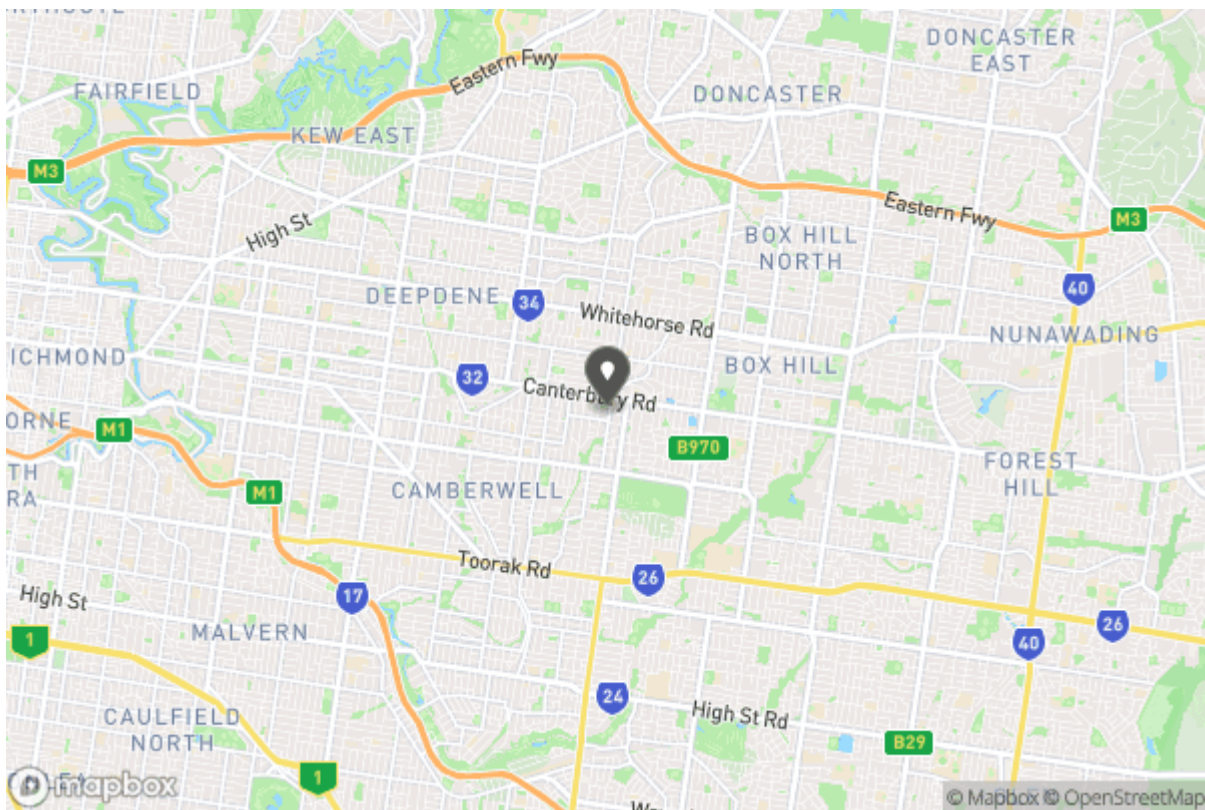 DONCASTER
EAST
Eastern Fwy
FAIRFIELD
DONCASTER
KEW EAST
M3
Eastern Fwy
M3
High St
BOX HILL
NORTH
DEEPDENE
34
40
Whitehorse Rd
NUNAWADING
ICHMOND
BOX HILL
32
Canterbury Rd
ORNE
M1
B970
TH
RA
M1
CAMBERWELL
FOREST
HILL
Toorak Rd
26
17
High St
1
MALVERN
26
40
24
High St Rd
CAULFIELD
NORTH
B29
1
mapbox
© Mapbox © OpenStreetMap